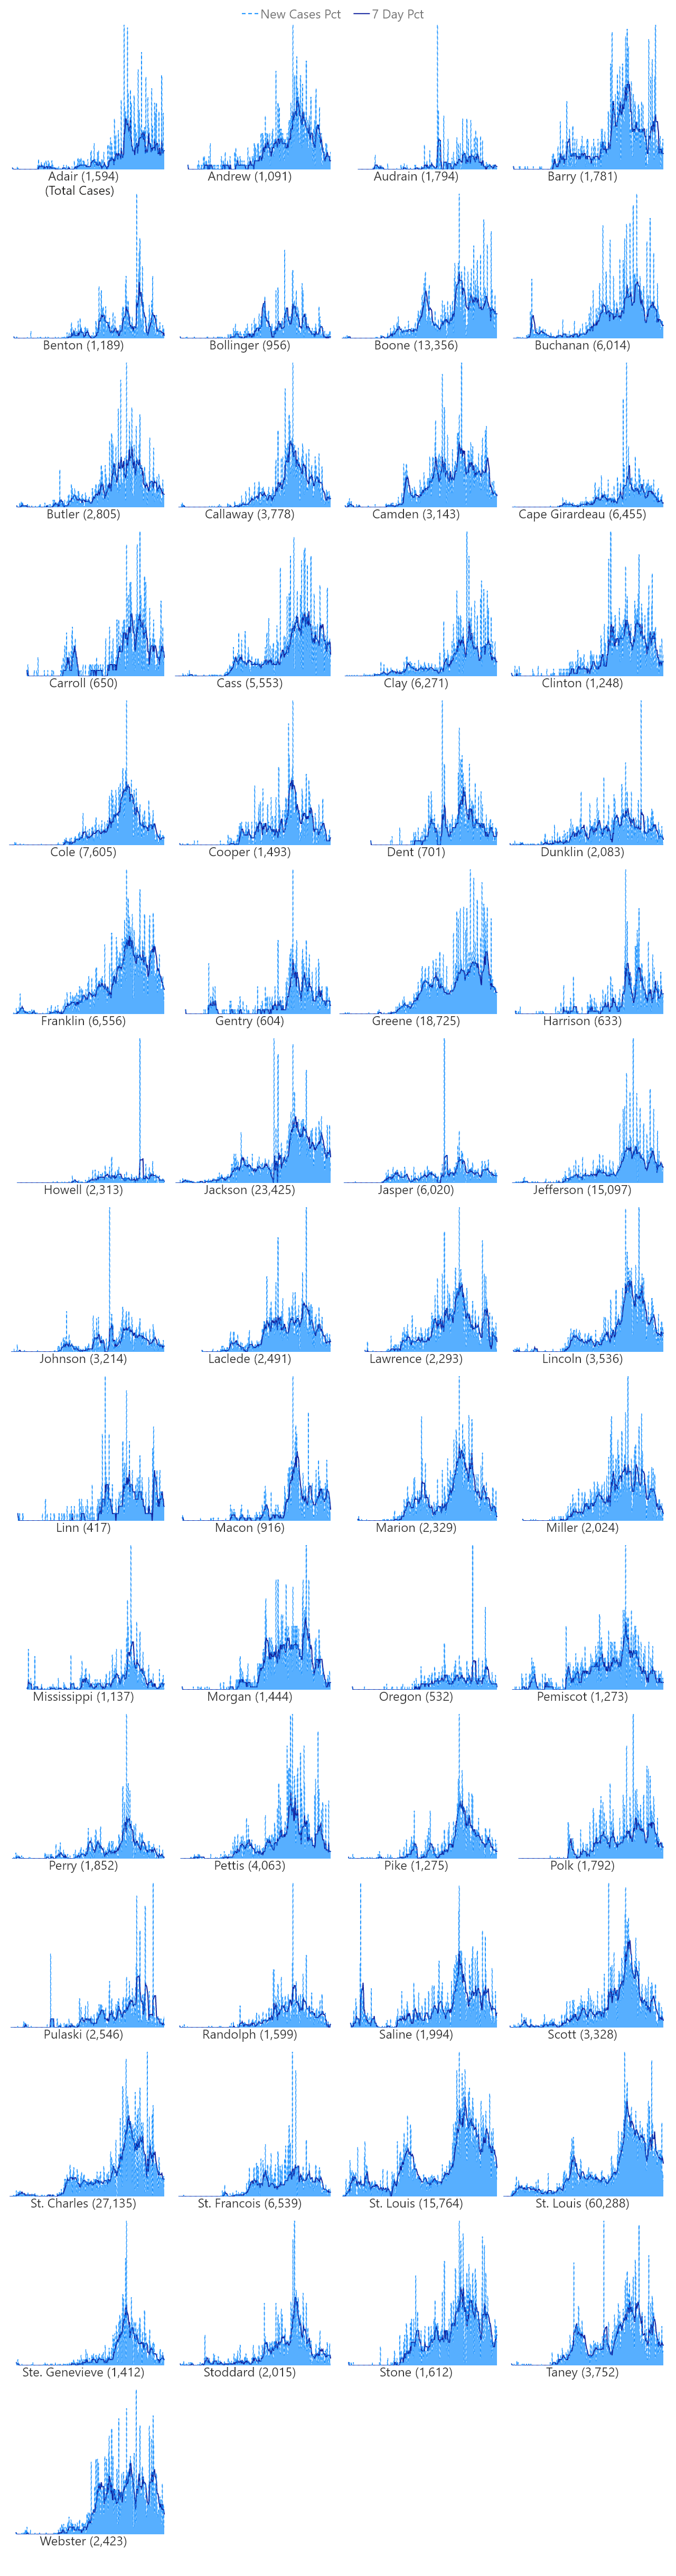 New Cases Pct 7 Day Pct
Adair (1,594) Andrew (1,091) Audrain (1,794) Barry (1,781)
(Total Cases)
Benton (1,189) Bollinger (956) Boone (13,356) Buchanan (6,014)
Butler (2,805) Callaway (3,778) Camden (3,143) Cape Girardeau (6,455)
Carroll (650) Cass (5,553) Clay (6,271) Clinton (1,248)
Cole (7,605) Cooper (1,493) Dent (701) Dunklin (2,083)
Franklin (6,556) Gentry (604) Greene (18,725) Harrison (633)
Howell (2,313) Jackson (23,425) Jasper (6,020) Jefferson (15,097)
Johnson (3,214) Laclede (2,491) Lawrence (2,293) Lincoln (3,536)
Linn (417) Macon (916) Marion (2,329) Miller (2,024)
Mississippi (1,137) Morgan (1,444) Oregon (532) Pemiscot (1,273)
Perry (1,852) Pettis (4,063) Pike (1,275) Polk (1,792)
Pulaski (2,546) Randolph (1,599) Saline (1,994) Scott (3,328)
St. Charles (27,135) St. Francois (6,539) St. Louis (15,764) St. Louis (60,288)
Ste. Genevieve (1,412) Stoddard (2,015) Stone (1,612) Taney (3,752)
Webster (2,423)